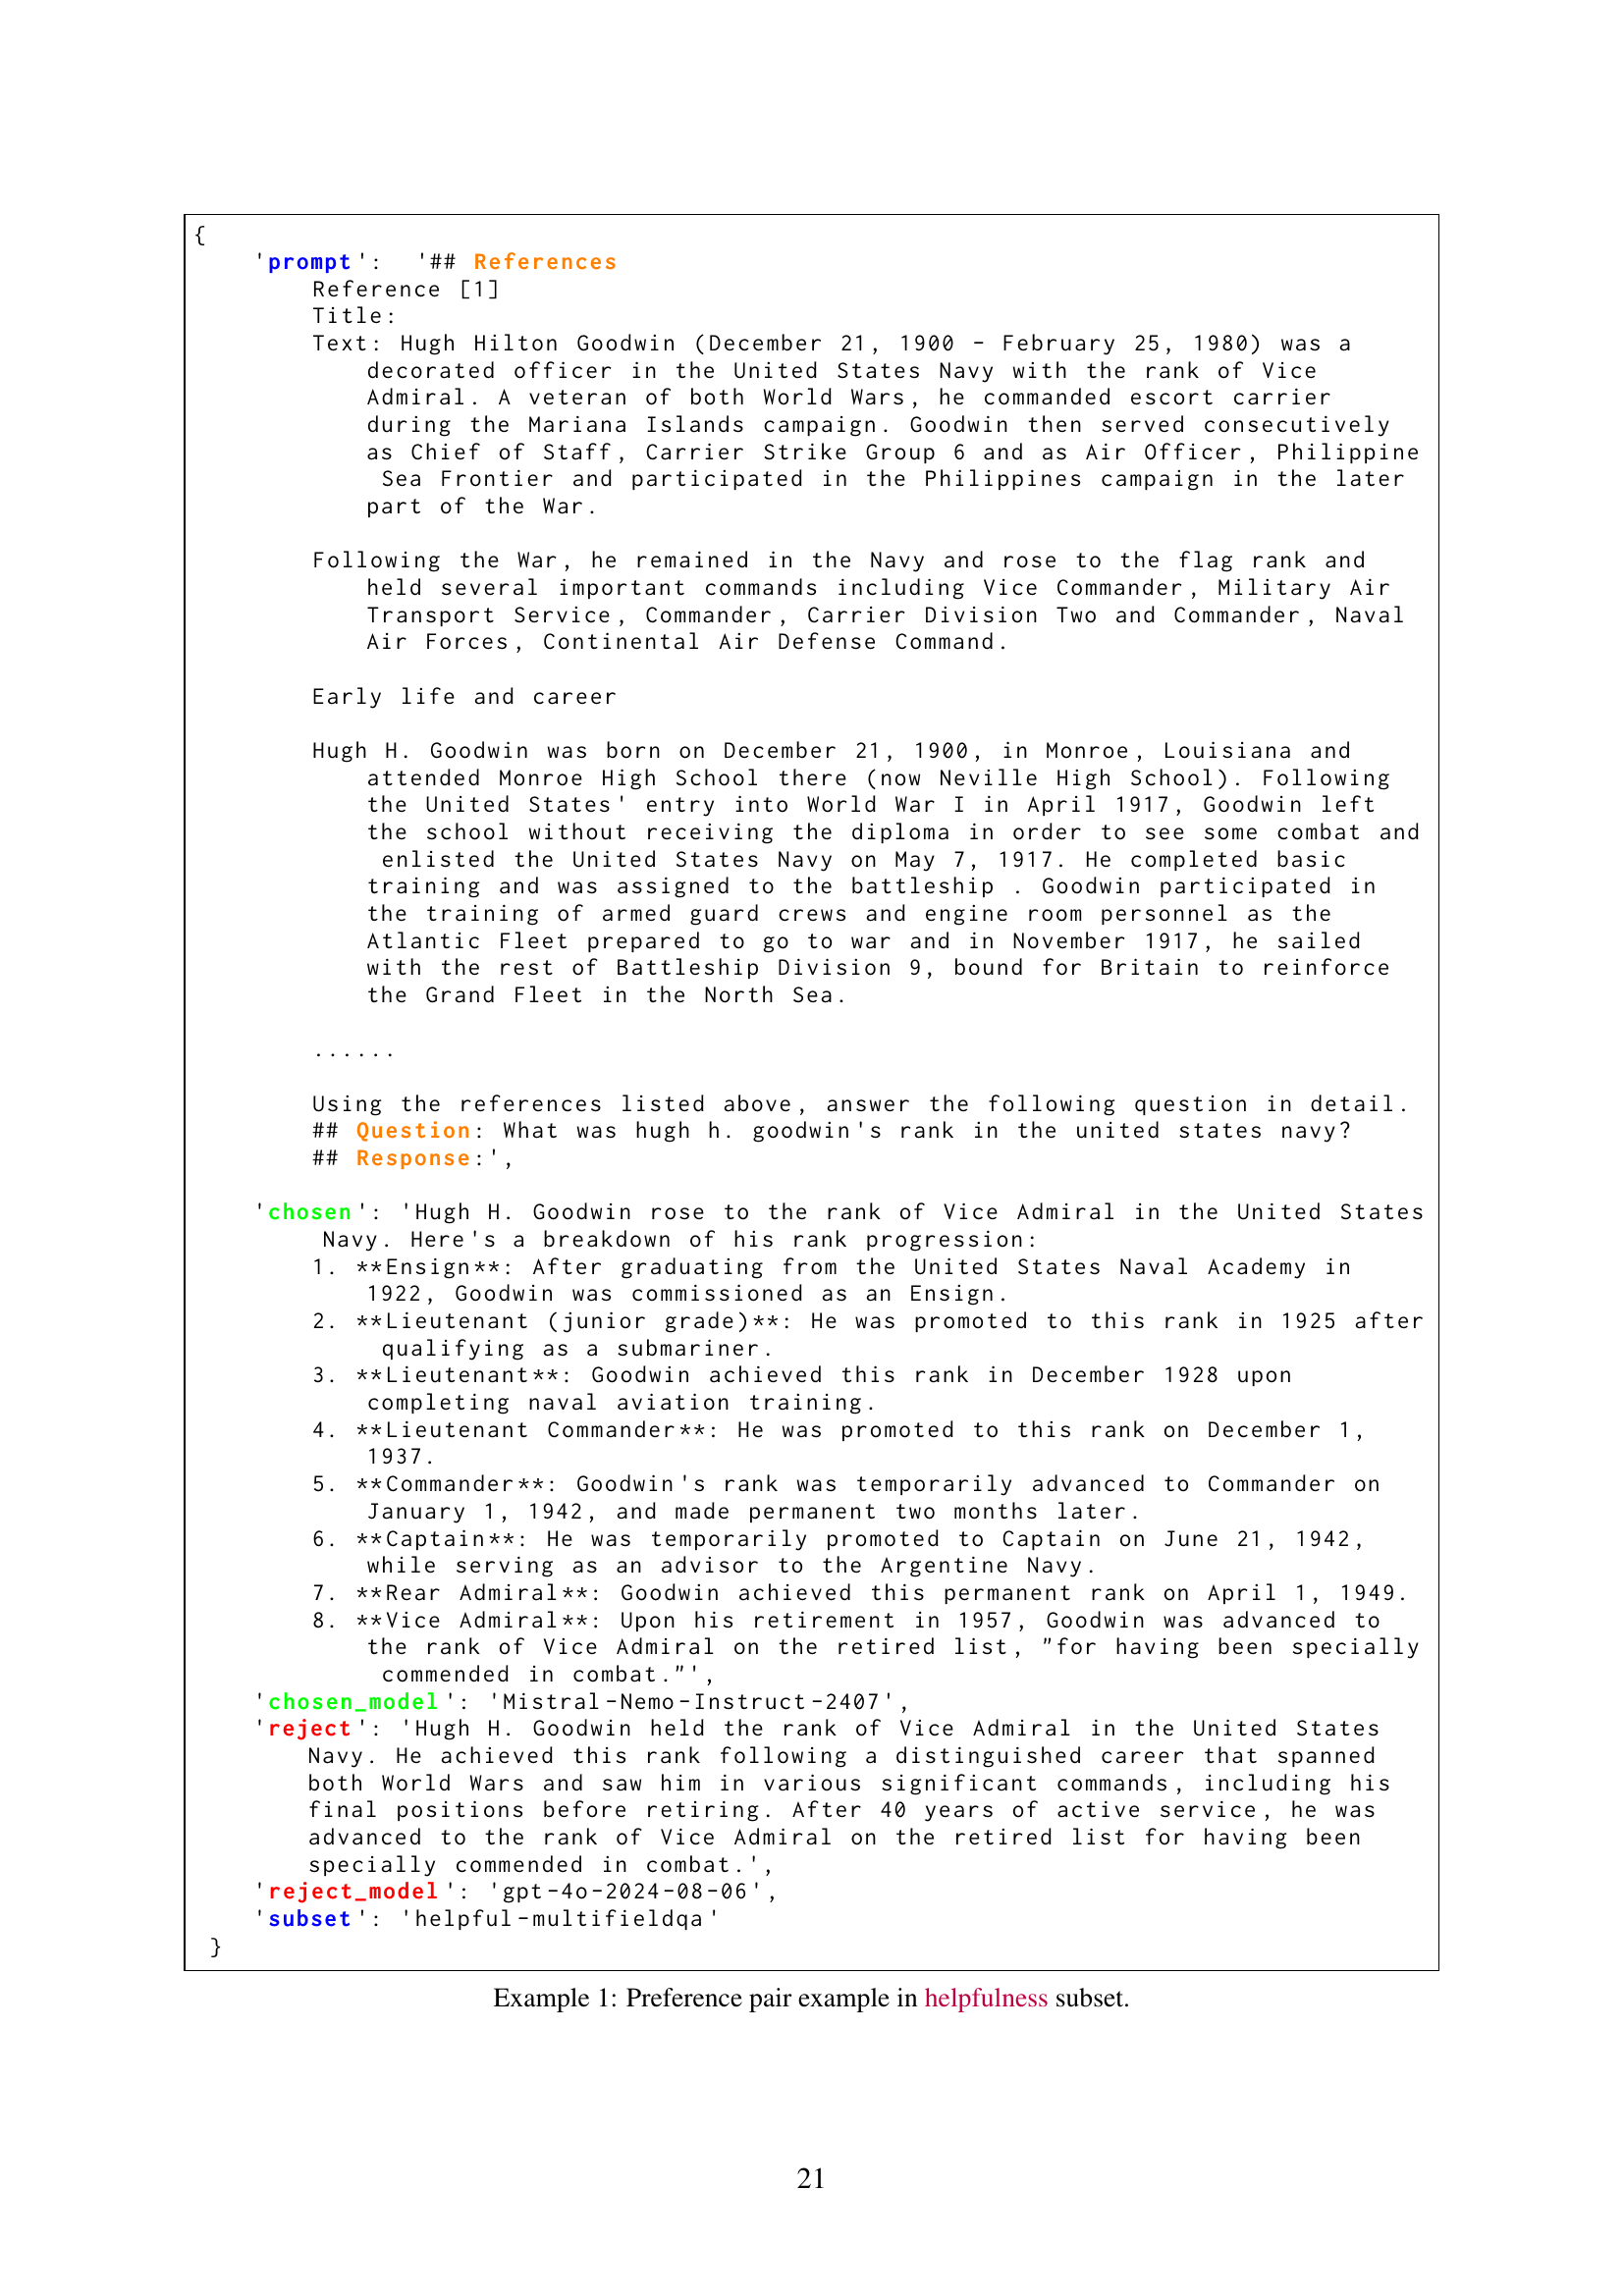 {
'prompt': '## References
Reference [1]
Title:
Text: Hugh Hilton Goodwin (December 21, 1900 – February 25, 1980) was a
decorated officer in the United States Navy with the rank of Vice
Admiral. A veteran of both World Wars, he commanded escort carrier
during the Mariana Islands campaign. Goodwin then served consecutively
as Chief of Staff, Carrier Strike Group 6 and as Air Officer, Philippine
Sea Frontier and participated in the Philippines campaign in the later
part of the War.
Following the War, he remained in the Navy and rose to the flag rank and
held several important commands including Vice Commander, Military Air
Transport Service, Commander, Carrier Division Two and Commander, Naval
Air Forces, Continental Air Defense Command.
Early life and career
Hugh H. Goodwin was born on December 21, 1900, in Monroe, Louisiana and
attended Monroe High School there (now Neville High School). Following
the United States' entry into World War I in April 1917, Goodwin left
the school without receiving the diploma in order to see some combat and
enlisted the United States Navy on May 7, 1917. He completed basic
training and was assigned to the battleship . Goodwin participated in
the training of armed guard crews and engine room personnel as the
Atlantic Fleet prepared to go to war and in November 1917, he sailed
with the rest of Battleship Division 9, bound for Britain to reinforce
the Grand Fleet in the North Sea.
......
Using the references listed above, answer the following question in detail.
## Question: What was hugh h. goodwin's rank in the united states navy?
## Response:',
'chosen': 'Hugh H. Goodwin rose to the rank of Vice Admiral in the United States
Navy. Here's a breakdown of his rank progression:
1. **Ensign**: After graduating from the United States Naval Academy in
1922, Goodwin was commissioned as an Ensign.
2. **Lieutenant (junior grade)**: He was promoted to this rank in 1925 after
qualifying as a submariner.
3. **Lieutenant**: Goodwin achieved this rank in December 1928 upon
completing naval aviation training.
4. **Lieutenant Commander**: He was promoted to this rank on December 1,
1937.
5. **Commander**: Goodwin's rank was temporarily advanced to Commander on
January 1, 1942, and made permanent two months later.
6. **Captain**: He was temporarily promoted to Captain on June 21, 1942,
while serving as an advisor to the Argentine Navy.
7. **Rear Admiral**: Goodwin achieved this permanent rank on April 1, 1949.
8. **Vice Admiral**: Upon his retirement in 1957, Goodwin was advanced to
the rank of Vice Admiral on the retired list, "for having been specially
commended in combat."',
'chosen_model': 'Mistral-Nemo-Instruct-2407',
'reject': 'Hugh H. Goodwin held the rank of Vice Admiral in the United States
Navy. He achieved this rank following a distinguished career that spanned
both World Wars and saw him in various significant commands, including his
final positions before retiring. After 40 years of active service, he was
advanced to the rank of Vice Admiral on the retired list for having been
specially commended in combat.',
'reject_model': 'gpt-4o-2024-08-06',
'subset': 'helpful-multifieldqa'
}
Example 1: Preference pair example in helpfulness subset.
21